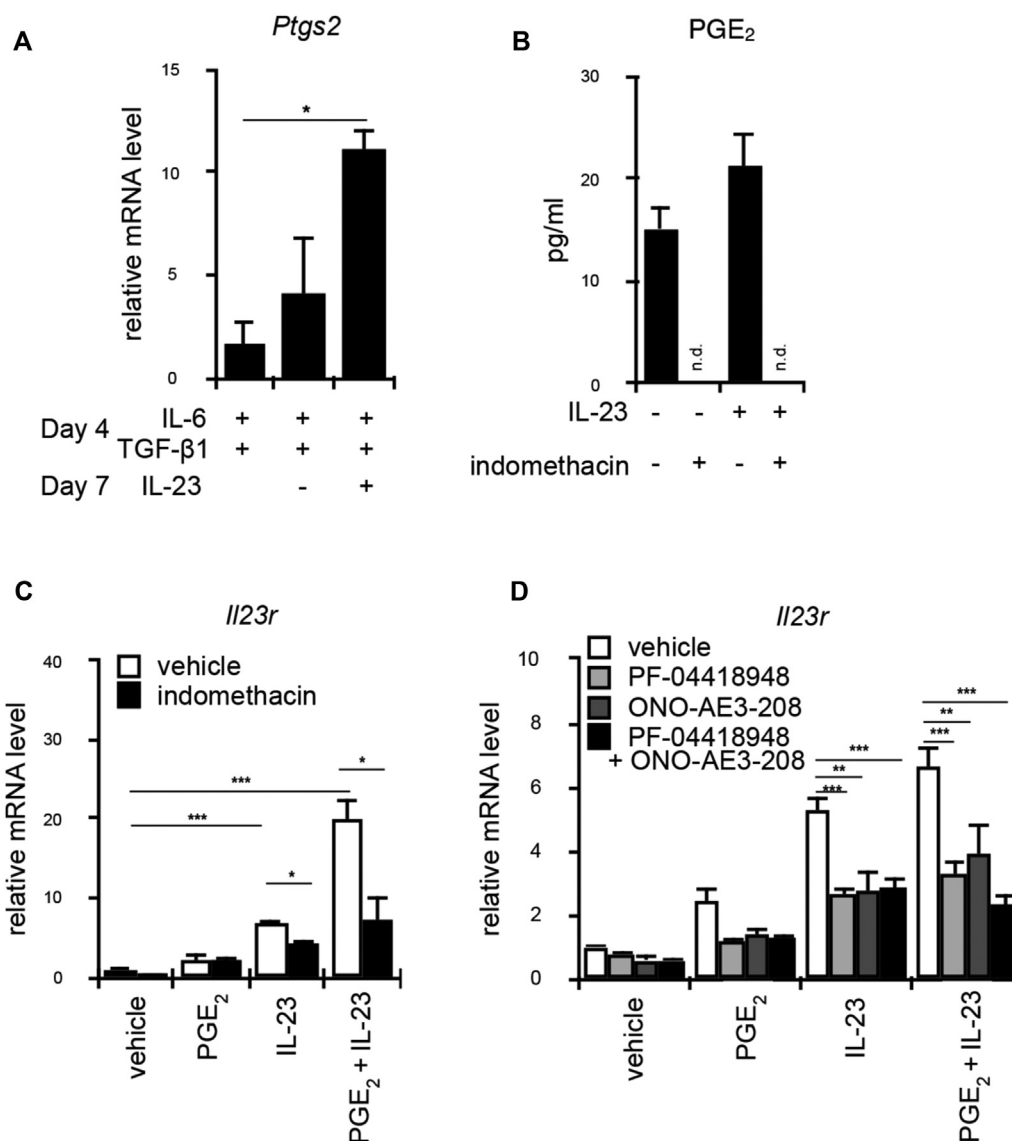 A
Ptgs2
relative mRNA level
15
10
5
0
*
Day 4
IL-6 + + +
TGF-β1 + + +
Day 7 IL-23 - +
B
PGE₂
pg/ml
30
20
10
0
n.d.
n.d.
IL-23 - - + +
indomethacin - + - +
C
Il23r
vehicle
indomethacin
relative mRNA level
40
30
20
10
0
***
***
*
*
vehicle
PGE₂
IL-23
PGE₂ + IL-23
D
Il23r
vehicle
PF-04418948
ONO-AE3-208
PF-04418948
+ ONO-AE3-208
relative mRNA level
10
8
6
4
2
0
***
**
***
***
**
***
vehicle
PGE₂
IL-23
PGE₂ + IL-23